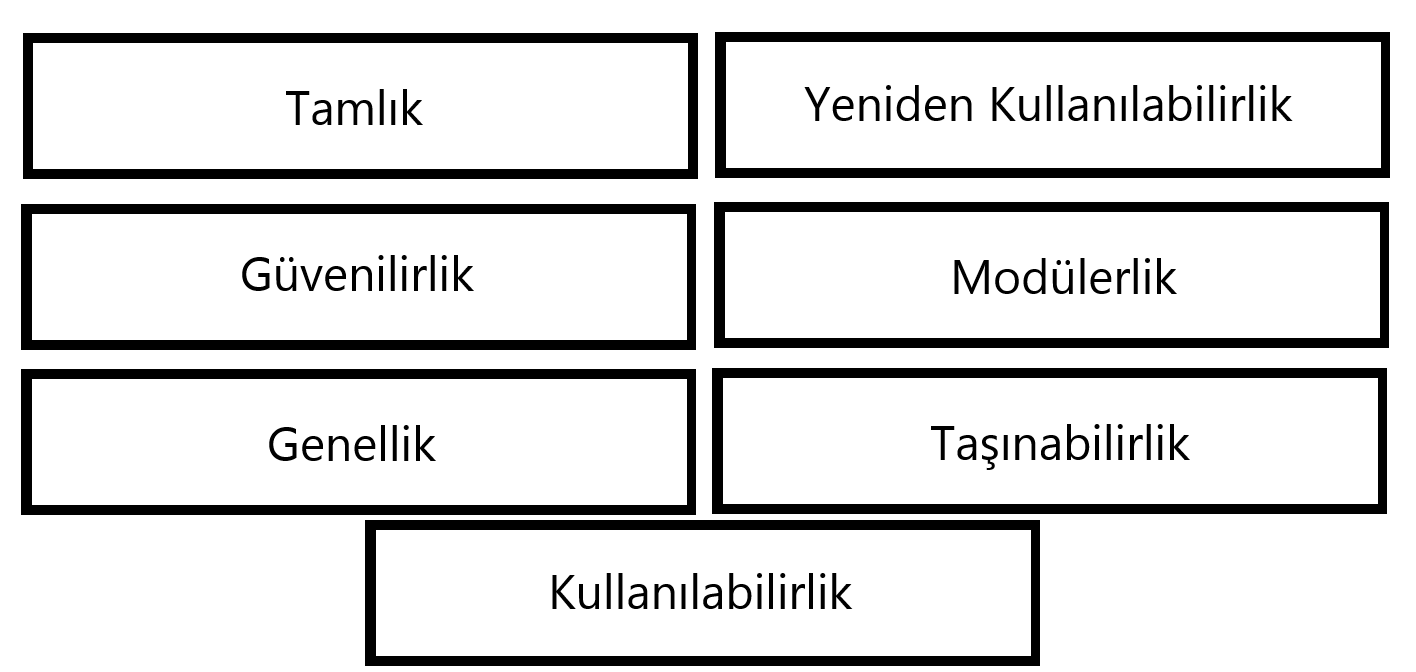 Tamlık
Yeniden Kullanılabilirlik
Güvenilirlik
Modülerlik
Genellik
Taşınabilirlik
Kullanılabilirlik